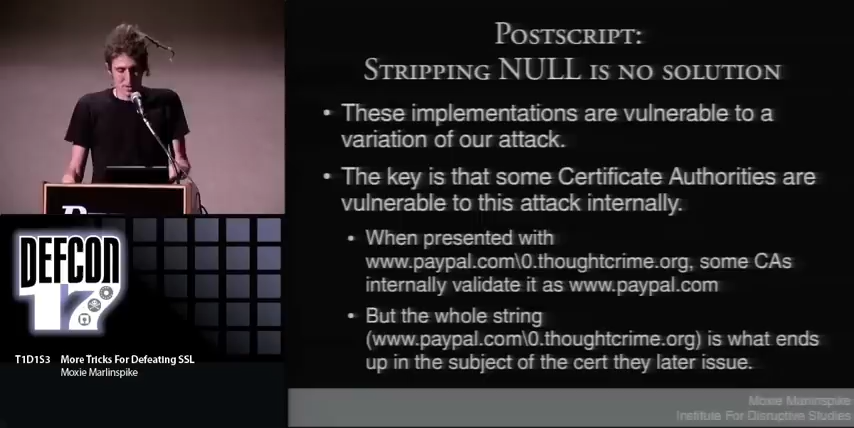 POSTSCRIPT:
STRIPPING NULL IS NO SOLUTION
• These implementations are vulnerable to a
variation of our attack.
• The key is that some Certificate Authorities are
vulnerable to this attack internally.
• When presented with
www.paypal.com\0.thoughtcrime.org, some CAs
internally validate it as www.paypal.com
• But the whole string
(www.paypal.com\0.thoughtcrime.org) is what ends
up in the subject of the cert they later issue.
Moxie Marlinspike
Institute For Disruptive Studies
DEFCON
17
T1D1S3 More Tricks For Defeating SSL
Moxie Marlinspike